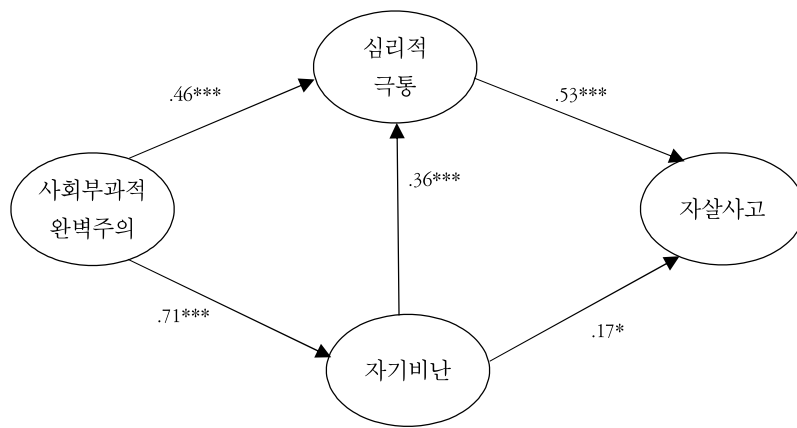 심리적
극통
.46***
.53***
사회부과적
완벽주의
.36***
자살사고
.71***
.17*
자기비난